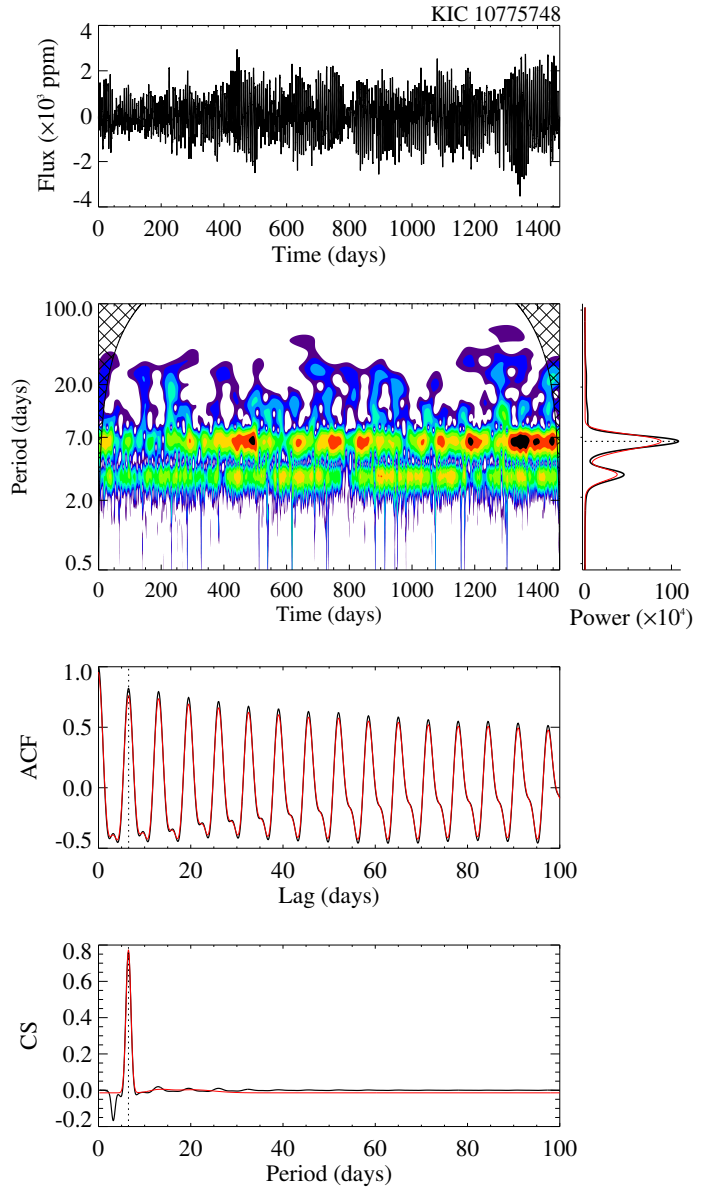 KIC 10775748
4
2
0
-2
-4
Flux (×10³ ppm)
0 200 400 600 800 1000 1200 1400
Time (days)
100.0
20.0
7.0
2.0
0.5
Period (days)
0 200 400 600 800 1000 1200 1400
Time (days)
0 100
Power (×10⁴)
1.0
0.5
0.0
-0.5
ACF
0 20 40 60 80 100
Lag (days)
0.8
0.6
0.4
0.2
0.0
-0.2
CS
0 20 40 60 80 100
Period (days)